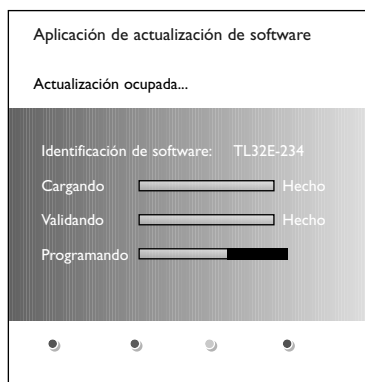 Aplicación de actualización de software
Actualización ocupada...
Identificación de software: TL32E-234
Cargando Hecho
Validando Hecho
Programando